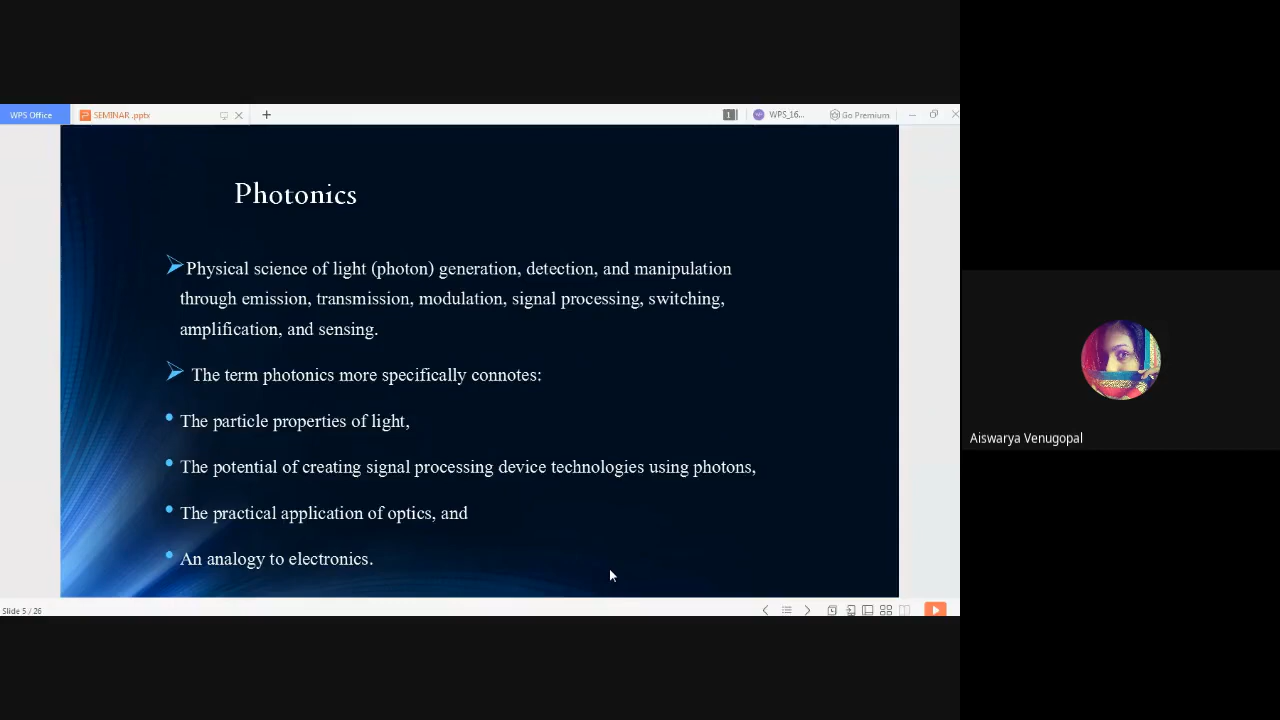 WPS Office
SEMINAR .pptx
1
WPS_16...
Go Premium
Photonics
Physical science of light (photon) generation, detection, and manipulation
through emission, transmission, modulation, signal processing, switching,
amplification, and sensing.
The term photonics more specifically connotes:
The particle properties of light,
The potential of creating signal processing device technologies using photons,
The practical application of optics, and
An analogy to electronics.
Slide 5 / 26
Aiswarya Venugopal